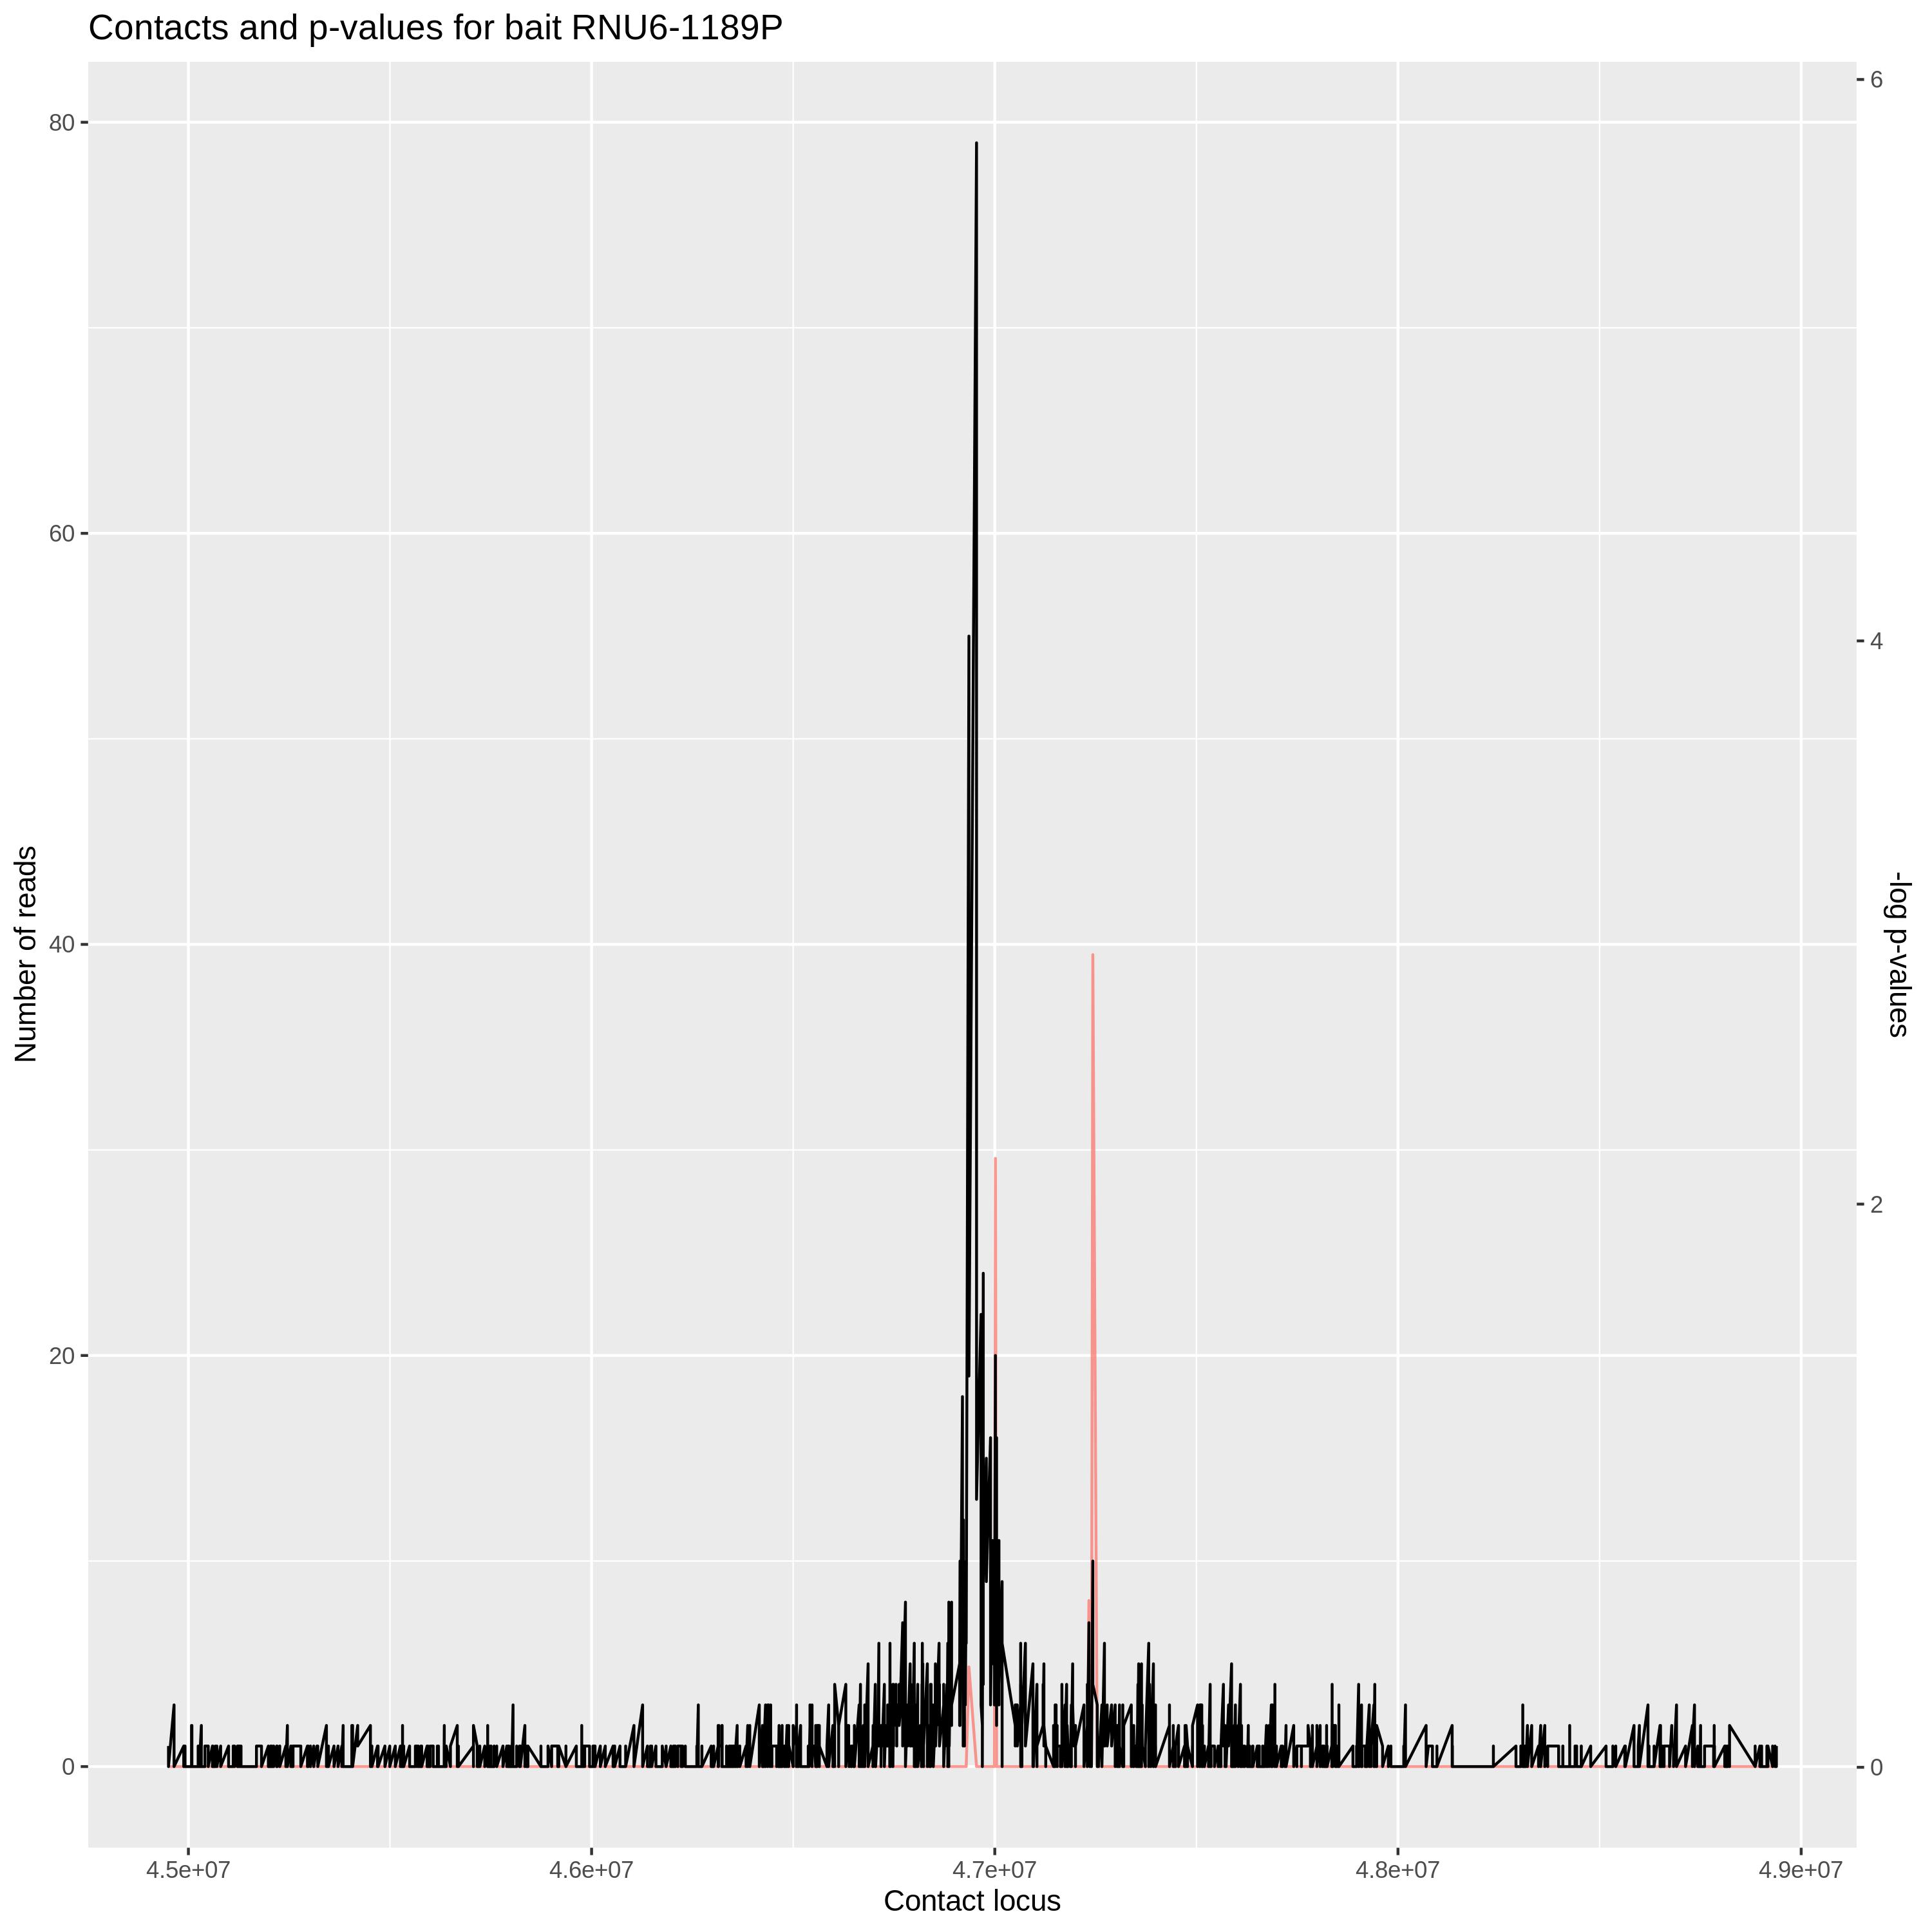 Contacts and p-values for bait RNU6-1189P
80
60
40
20
0
Number of reads
6
4
2
0
-log p-values
4.5e+07
4.6e+07
4.7e+07
4.8e+07
4.9e+07
Contact locus